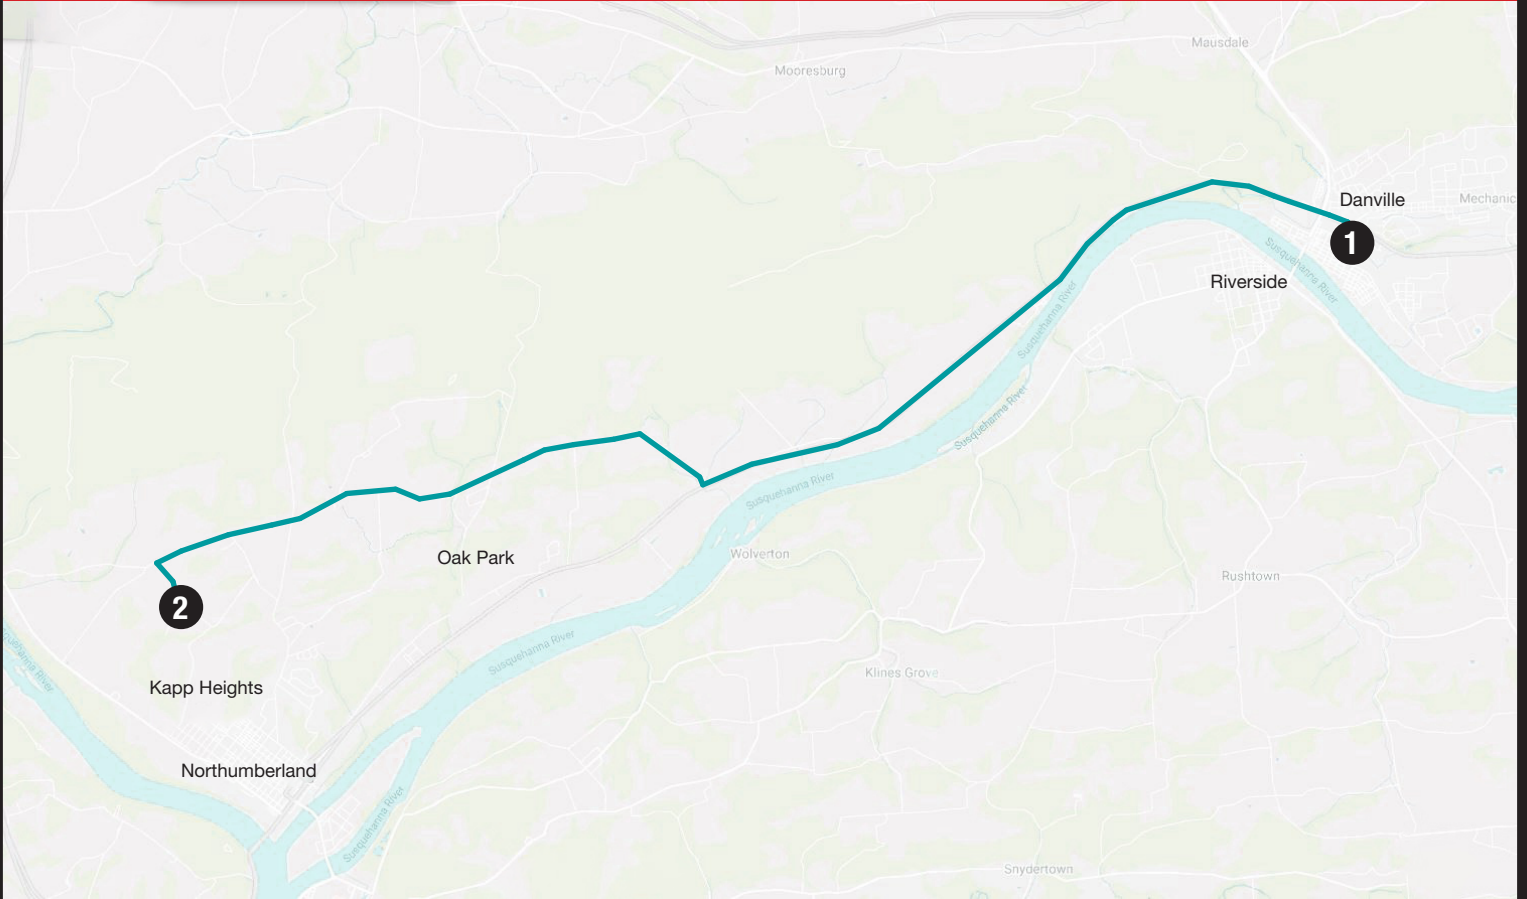 Mausdale
Mooresburg
Danville
Mechanic
1
Susquehanna River
Riverside
Susquehanna River
Susquehanna River
Susquehanna River
Oak Park
Wolverton
Rushtown
2
Susquehanna River
quehanna River
Klines Grove
Kapp Heights
Northumberland
Susquehanna River
Snydertown